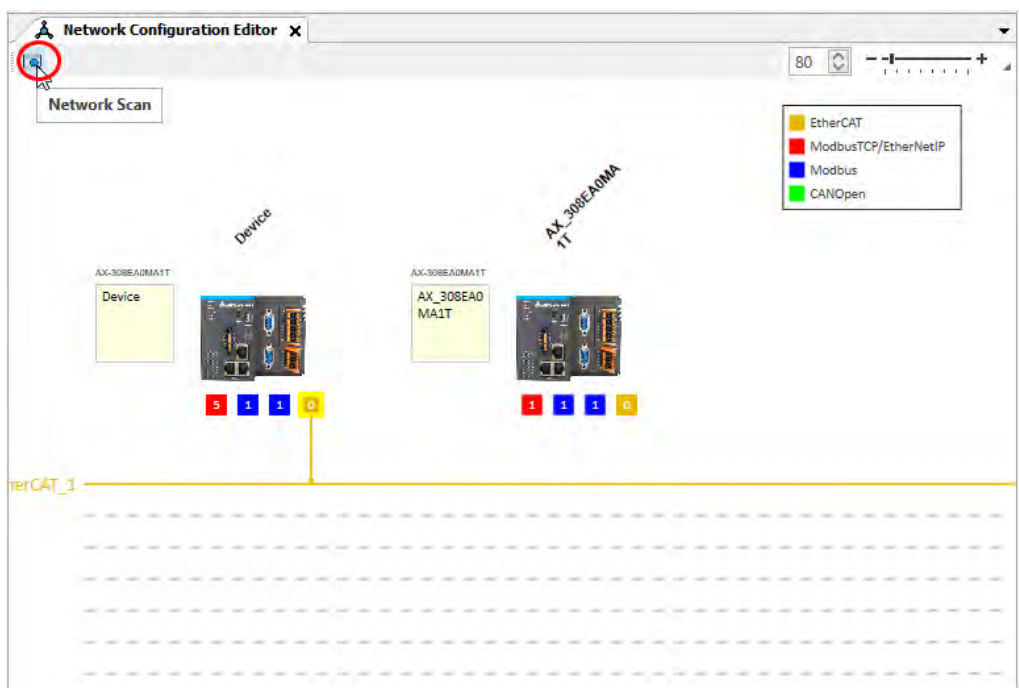 Network Configuration Editor
80
Network Scan
EtherCAT
ModbusTCP/EtherNetIP
Modbus
CANOpen
Device
AX_308EA0MA
1T
AX-308EA0MA1T
Device
AX-308EA0MA1T
AX_308EA0
MA1T
5 1 1 0
1 1 1 0
herCAT_1